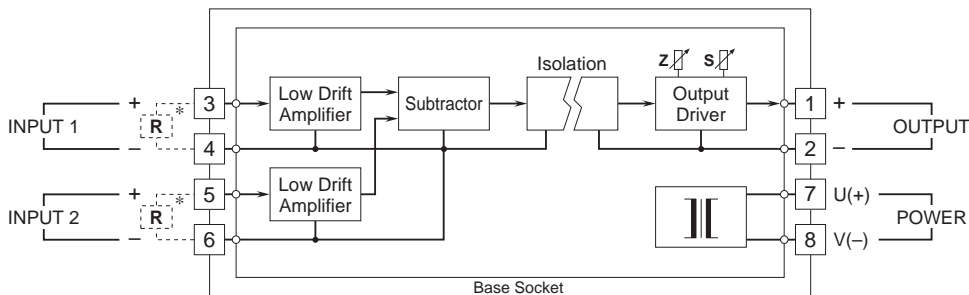 Isolation
Z
S
INPUT 1
+
–
R
*
3
4
Low Drift
Amplifier
Subtractor
Output
Driver
1
2
+
–
OUTPUT
INPUT 2
+
–
R
*
5
6
Low Drift
Amplifier
7
8
U(+)
V(–)
POWER
Base Socket